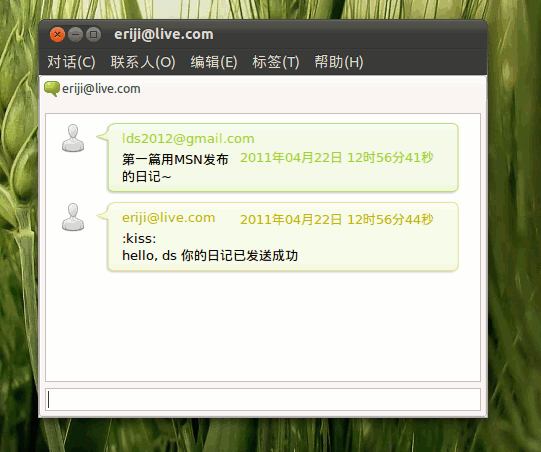 eriji@live.com
对话(C) 联系人(O) 编辑(E) 标签(T) 帮助(H)
eriji@live.com
lds2012@gmail.com
第一篇用MSN发布 2011年04月22日 12时56分41秒
的日记~
eriji@live.com 2011年04月22日 12时56分44秒
:kiss:
hello, ds 你的日记已发送成功